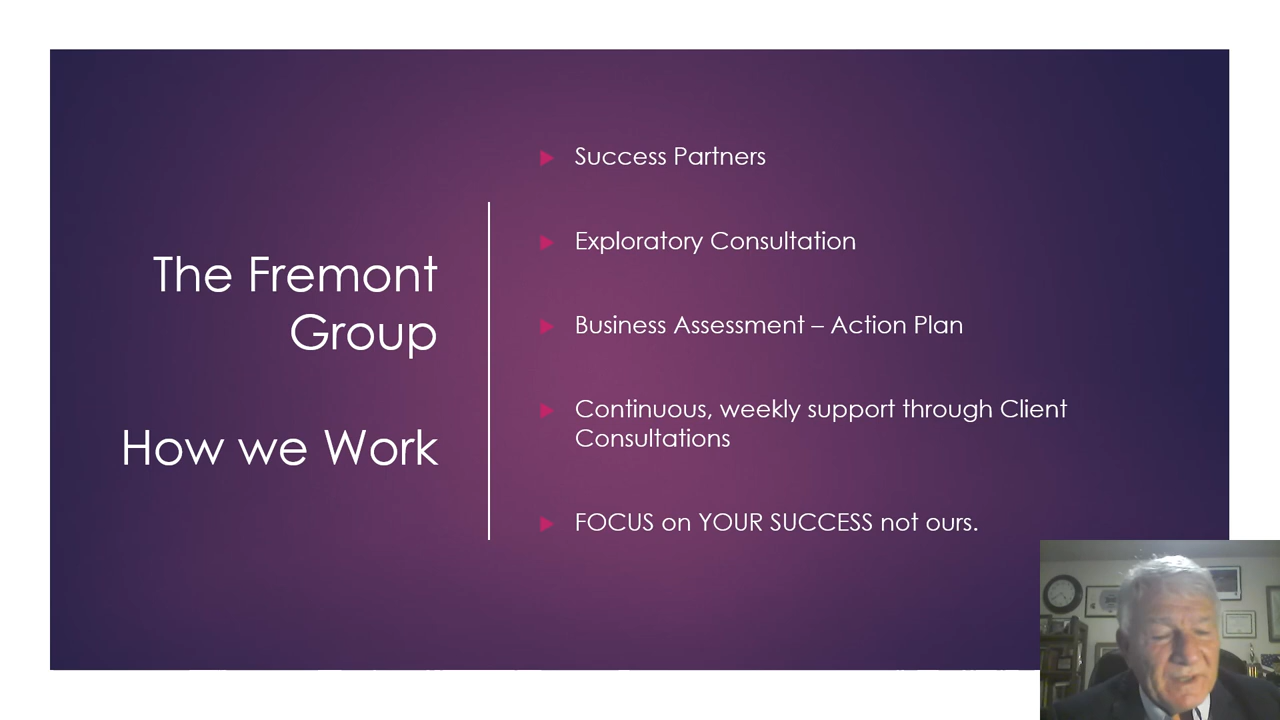 The Fremont
Group
How we Work
Success Partners
Exploratory Consultation
Business Assessment – Action Plan
Continuous, weekly support through Client
Consultations
FOCUS on YOUR SUCCESS not ours.